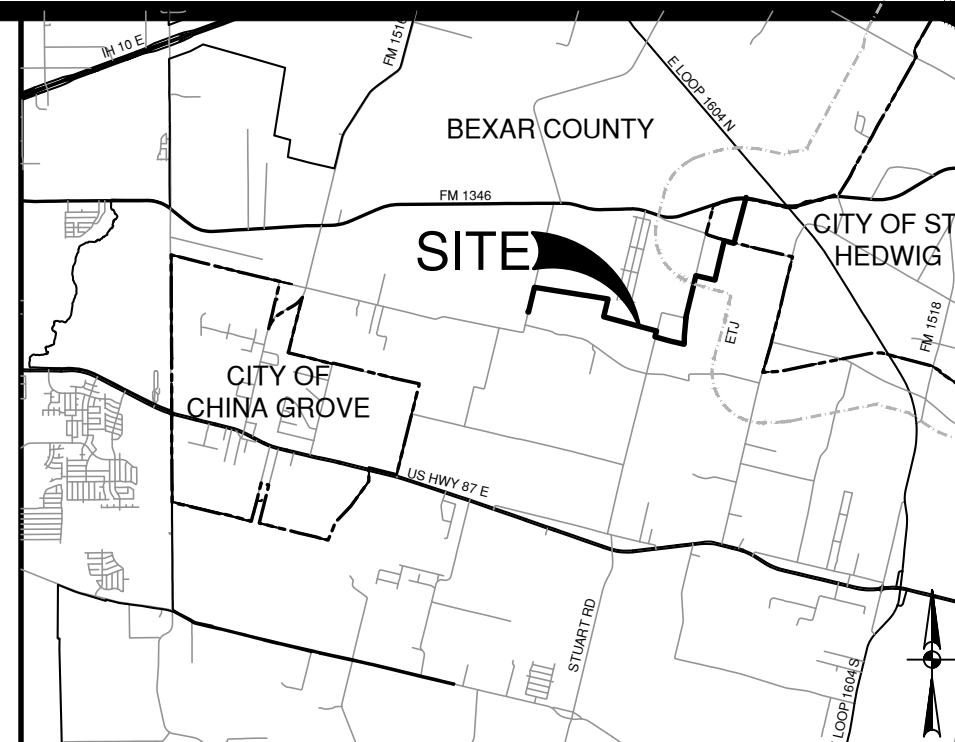 IH 10 E
FM 1516
E LOOP 1604 N
BEXAR COUNTY
FM 1346
CITY OF ST
HEDWIG
SITE
ETJ
FM 1518
CITY OF
CHINA GROVE
US HWY 87 E
STUART RD
LOOP 1604 S